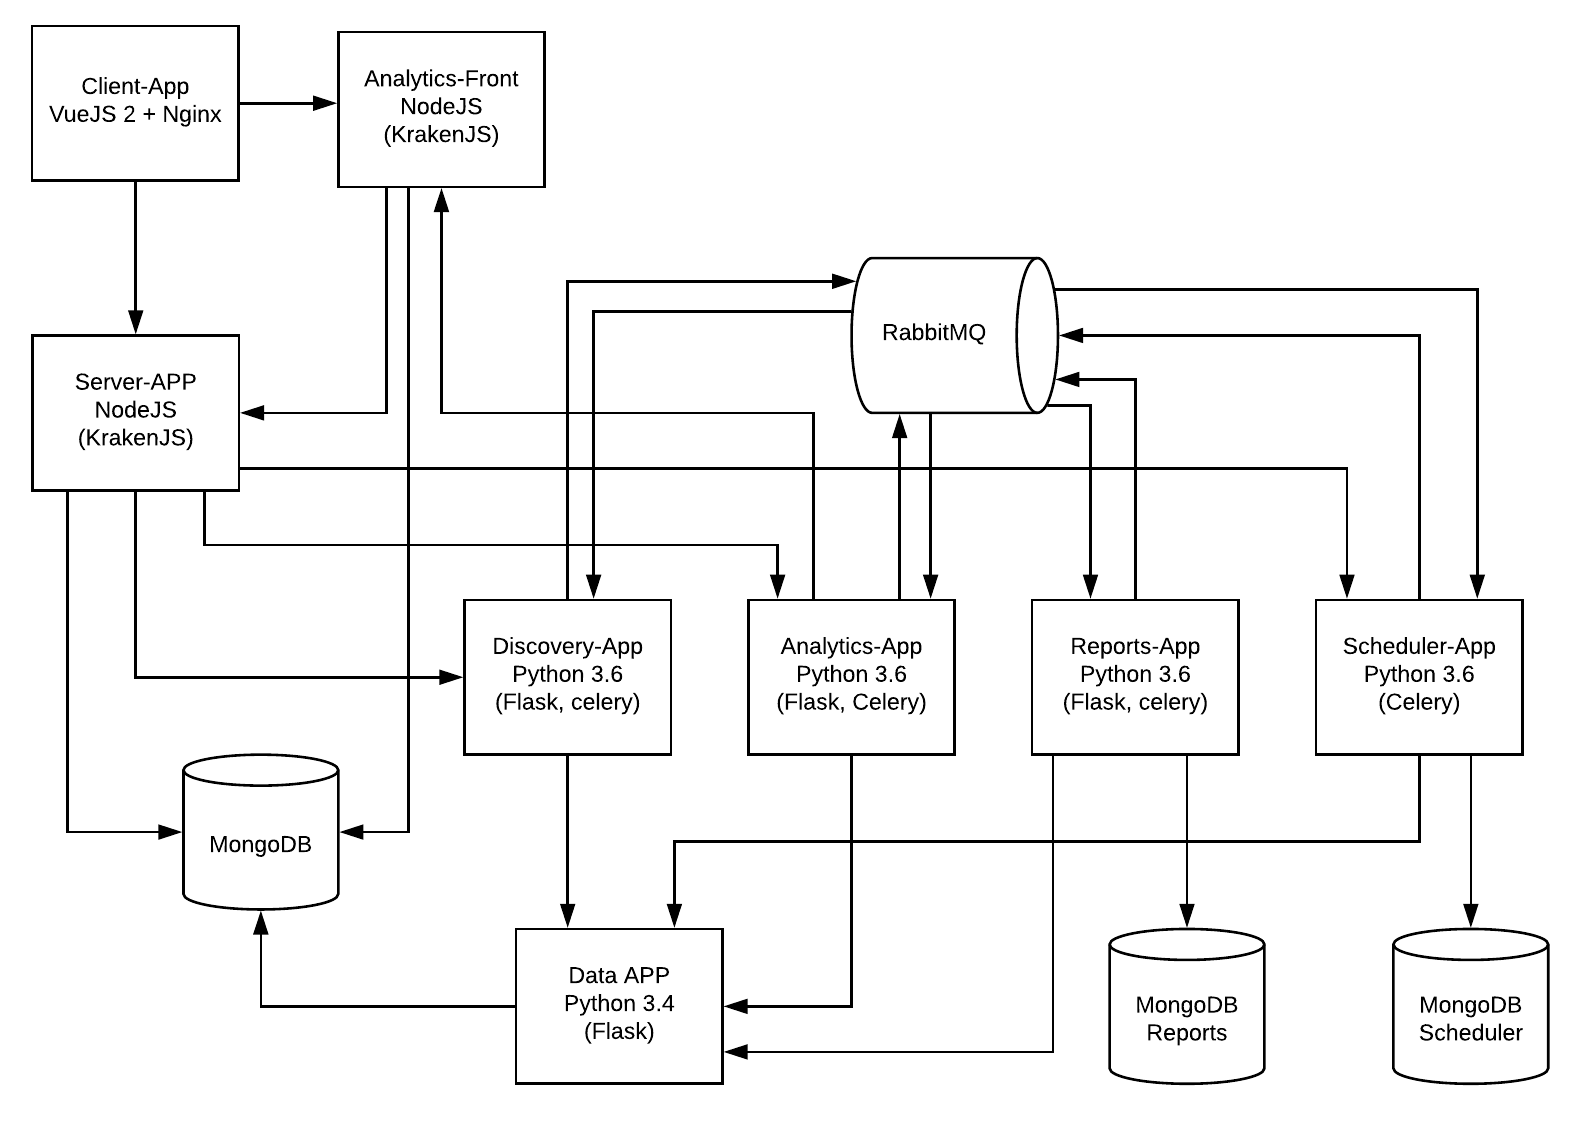 Client-App
VueJS 2 + Nginx
Analytics-Front
NodeJS
(KrakenJS)
RabbitMQ
Server-APP
NodeJS
(KrakenJS)
Discovery-App
Python 3.6
(Flask, celery)
Analytics-App
Python 3.6
(Flask, Celery)
Reports-App
Python 3.6
(Flask, celery)
Scheduler-App
Python 3.6
(Celery)
MongoDB
Data APP
Python 3.4
(Flask)
MongoDB
Reports
MongoDB
Scheduler